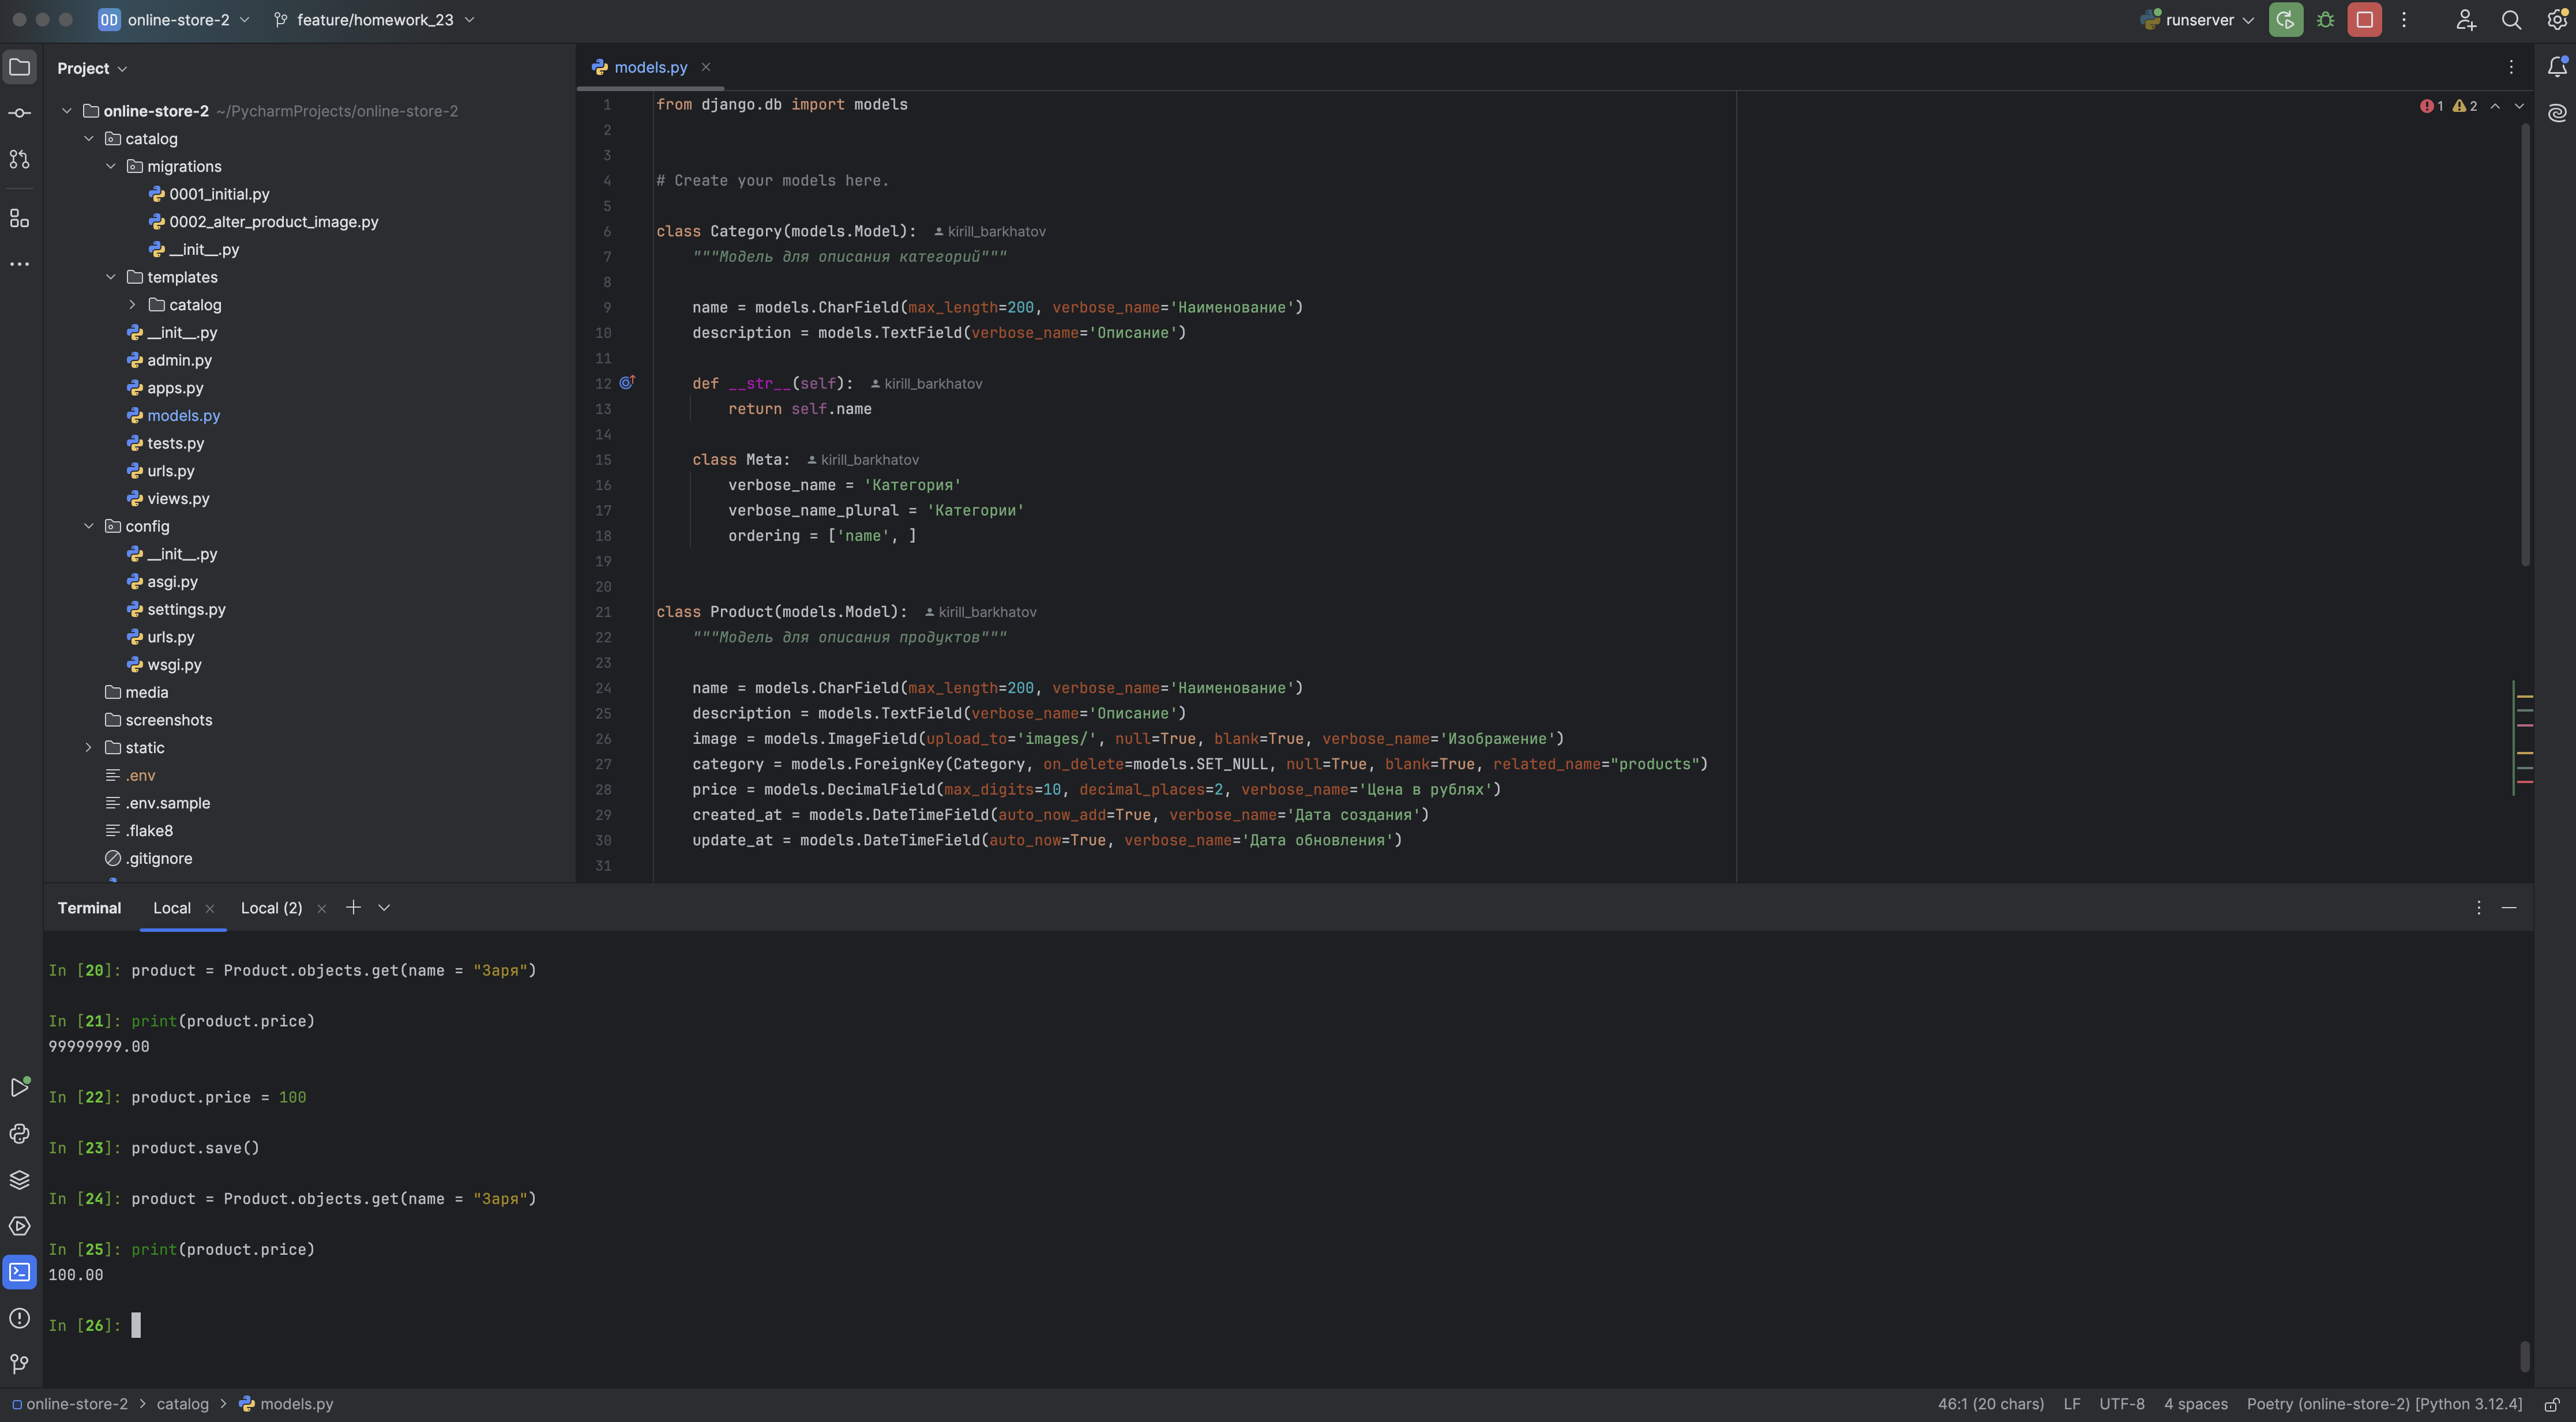 OD online-store-2 feature/homework_23 runserver
Project
online-store-2 ~/PycharmProjects/online-store-2
catalog
migrations
0001_initial.py
0002_alter_product_image.py
__init__.py
templates
catalog
__init__.py
admin.py
apps.py
models.py
tests.py
urls.py
views.py
config
__init__.py
asgi.py
settings.py
urls.py
wsgi.py
media
screenshots
static
.env
.env.sample
.flake8
.gitignore
models.py
1 2
1 from django.db import models
2
3
4 # Create your models here.
5
6 class Category(models.Model): kirill_barkhatov
7 """Модель для описания категорий"""
8
9 name = models.CharField(max_length=200, verbose_name='Наименование')
10 description = models.TextField(verbose_name='Описание')
11
12 def __str__(self): kirill_barkhatov
13 return self.name
14
15 class Meta: kirill_barkhatov
16 verbose_name = 'Категория'
17 verbose_name_plural = 'Категории'
18 ordering = ['name', ]
19
20
21 class Product(models.Model): kirill_barkhatov
22 """Модель для описания продуктов"""
23
24 name = models.CharField(max_length=200, verbose_name='Наименование')
25 description = models.TextField(verbose_name='Описание')
26 image = models.ImageField(upload_to='images/', null=True, blank=True, verbose_name='Изображение')
27 category = models.ForeignKey(Category, on_delete=models.SET_NULL, null=True, blank=True, related_name="products")
28 price = models.DecimalField(max_digits=10, decimal_places=2, verbose_name='Цена в рублях')
29 created_at = models.DateTimeField(auto_now_add=True, verbose_name='Дата создания')
30 update_at = models.DateTimeField(auto_now=True, verbose_name='Дата обновления')
31
Terminal Local Local (2)
In [20]: product = Product.objects.get(name = "Заря")
In [21]: print(product.price)
99999999.00
In [22]: product.price = 100
In [23]: product.save()
In [24]: product = Product.objects.get(name = "Заря")
In [25]: print(product.price)
100.00
In [26]:
online-store-2 > catalog > models.py 46:1 (20 chars) LF UTF-8 4 spaces Poetry (online-store-2) [Python 3.12.4]